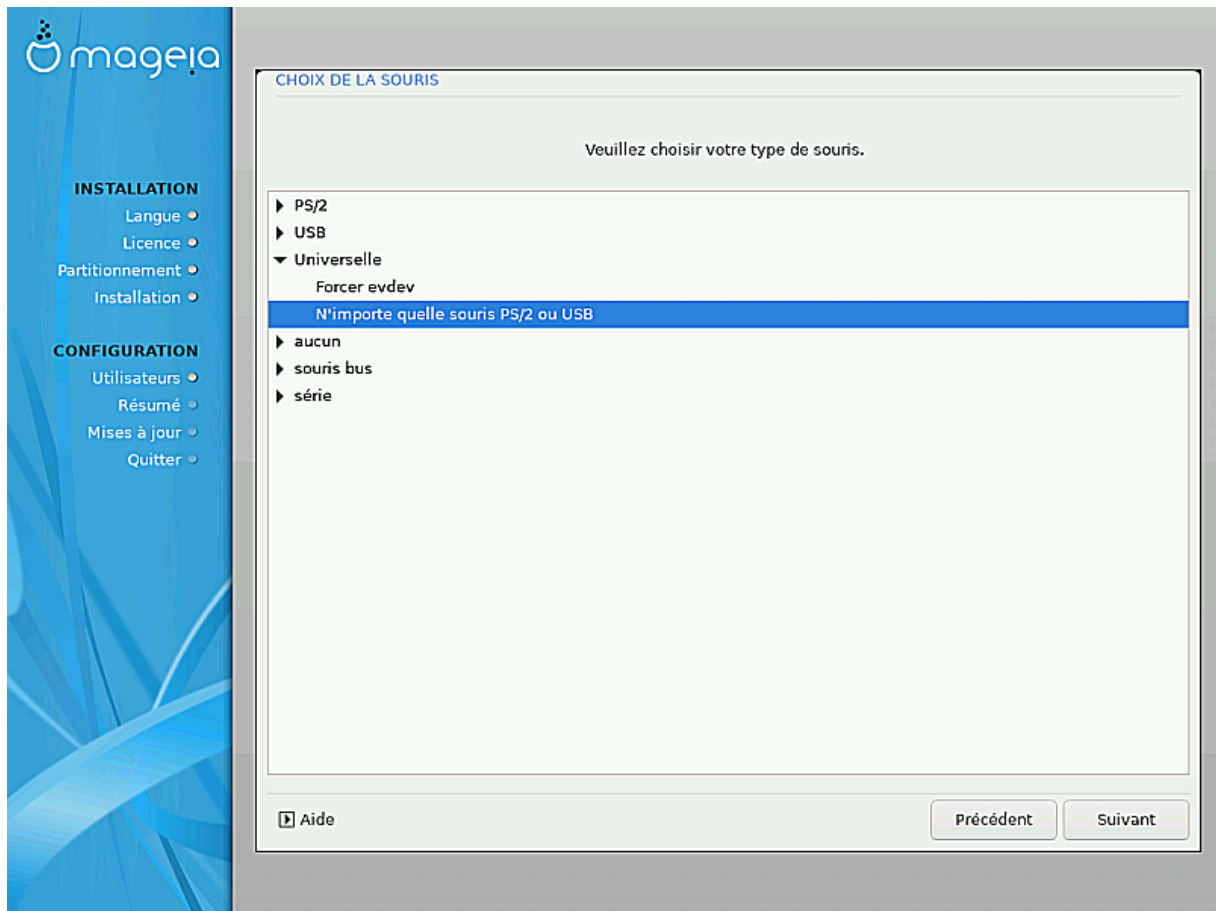 mageia
INSTALLATION
Langue
Licence
Partitionnement
Installation
CONFIGURATION
Utilisateurs
Résumé
Mises à jour
Quitter
CHOIX DE LA SOURIS
Veuillez choisir votre type de souris.
PS/2
USB
Universelle
Forcer evdev
N'importe quelle souris PS/2 ou USB
aucun
souris bus
série
Aide
Précédent
Suivant